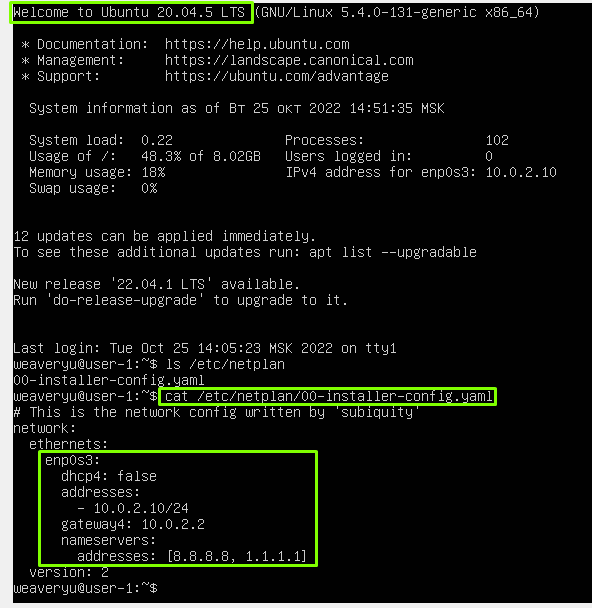 Welcome to Ubuntu 20.04.5 LTS (GNU/Linux 5.4.0-131-generic x86_64)
* Documentation:  https://help.ubuntu.com
* Management:     https://landscape.canonical.com
* Support:        https://ubuntu.com/advantage
System information as of Вт 25 окт 2022 14:51:35 MSK
System load:  0.22              Processes:               102
Usage of /:   48.3% of 8.02GB   Users logged in:         0
Memory usage: 18%               IPv4 address for enp0s3: 10.0.2.10
Swap usage:   0%
12 updates can be applied immediately.
To see these additional updates run: apt list --upgradable
New release '22.04.1 LTS' available.
Run 'do-release-upgrade' to upgrade to it.
Last login: Tue Oct 25 14:05:23 MSK 2022 on tty1
weaveryu@user-1:~$ ls /etc/netplan
00-installer-config.yaml
weaveryu@user-1:~$ cat /etc/netplan/00-installer-config.yaml
# This is the network config written by 'subiquity'
network:
  ethernets:
    enp0s3:
      dhcp4: false
      addresses:
        - 10.0.2.10/24
      gateway4: 10.0.2.2
      nameservers:
        addresses: [8.8.8.8, 1.1.1.1]
  version: 2
weaveryu@user-1:~$